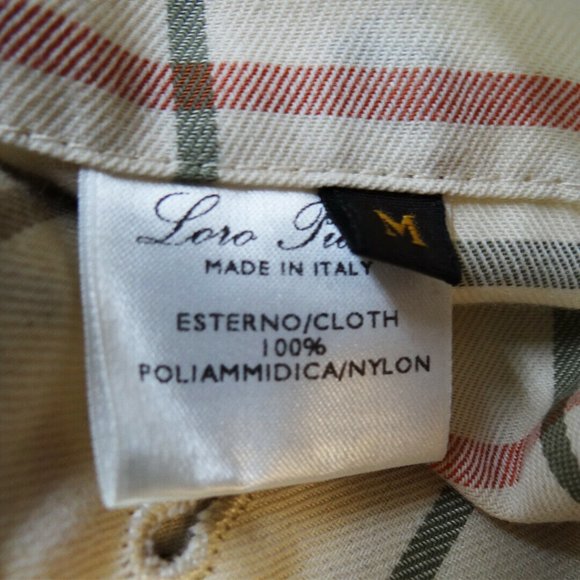 Loro
M
MADE IN ITALY
ESTERNO/CLOTH
100%
POLIAMMIDICA/NYLON